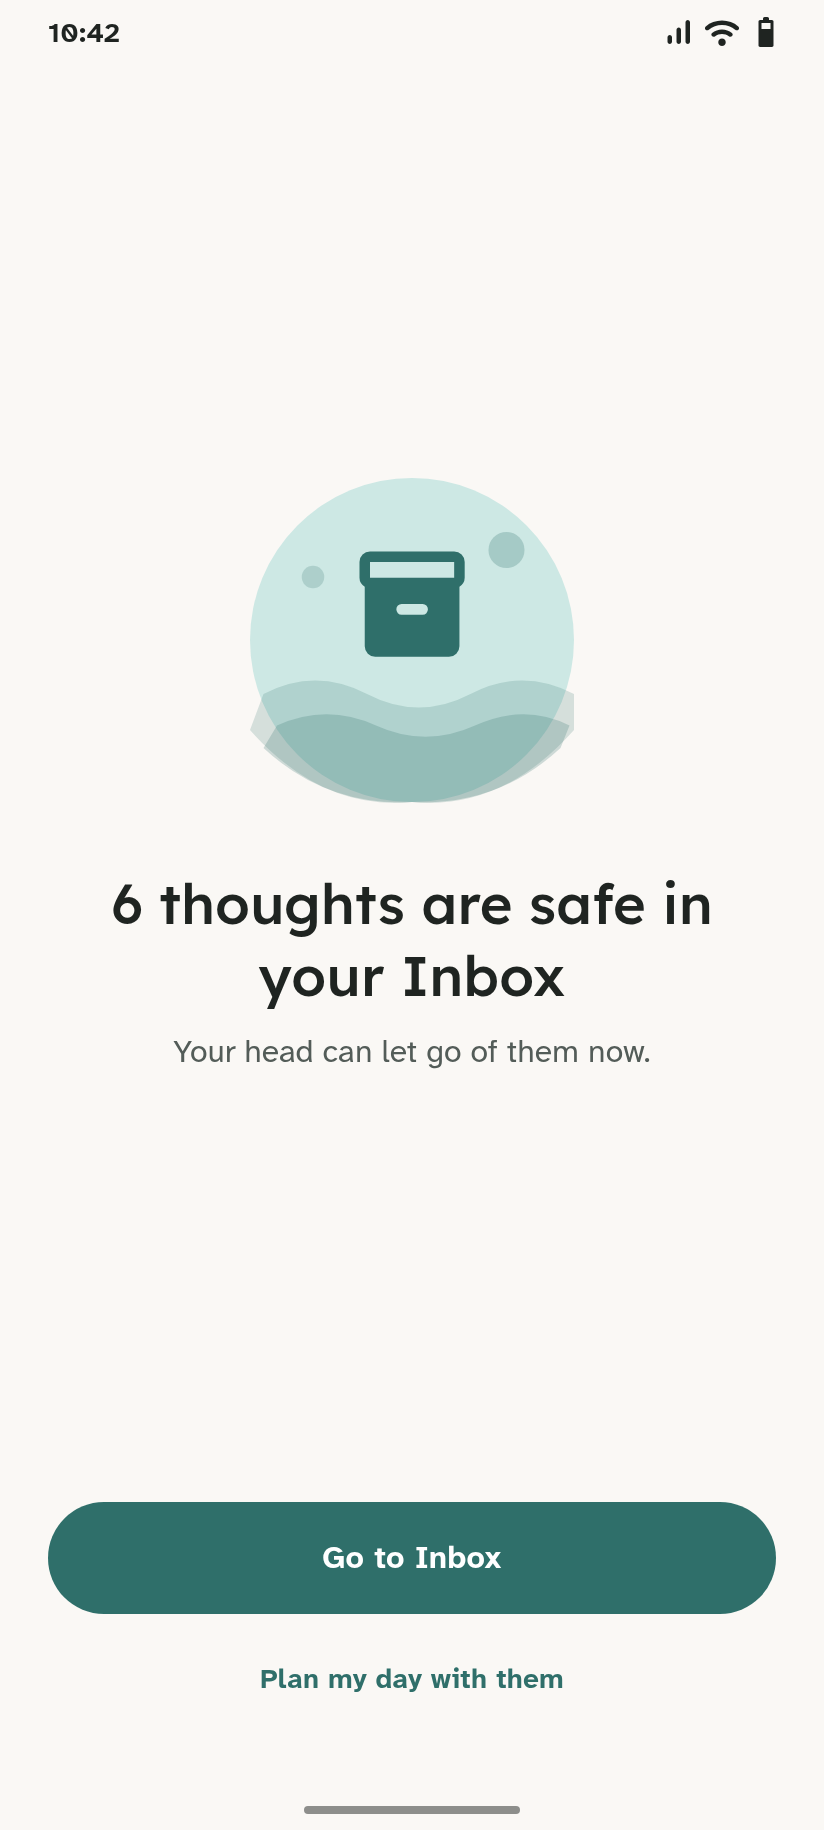 10:42
6 thoughts are safe in
your Inbox
Your head can let go of them now.
Go to Inbox
Plan my day with them